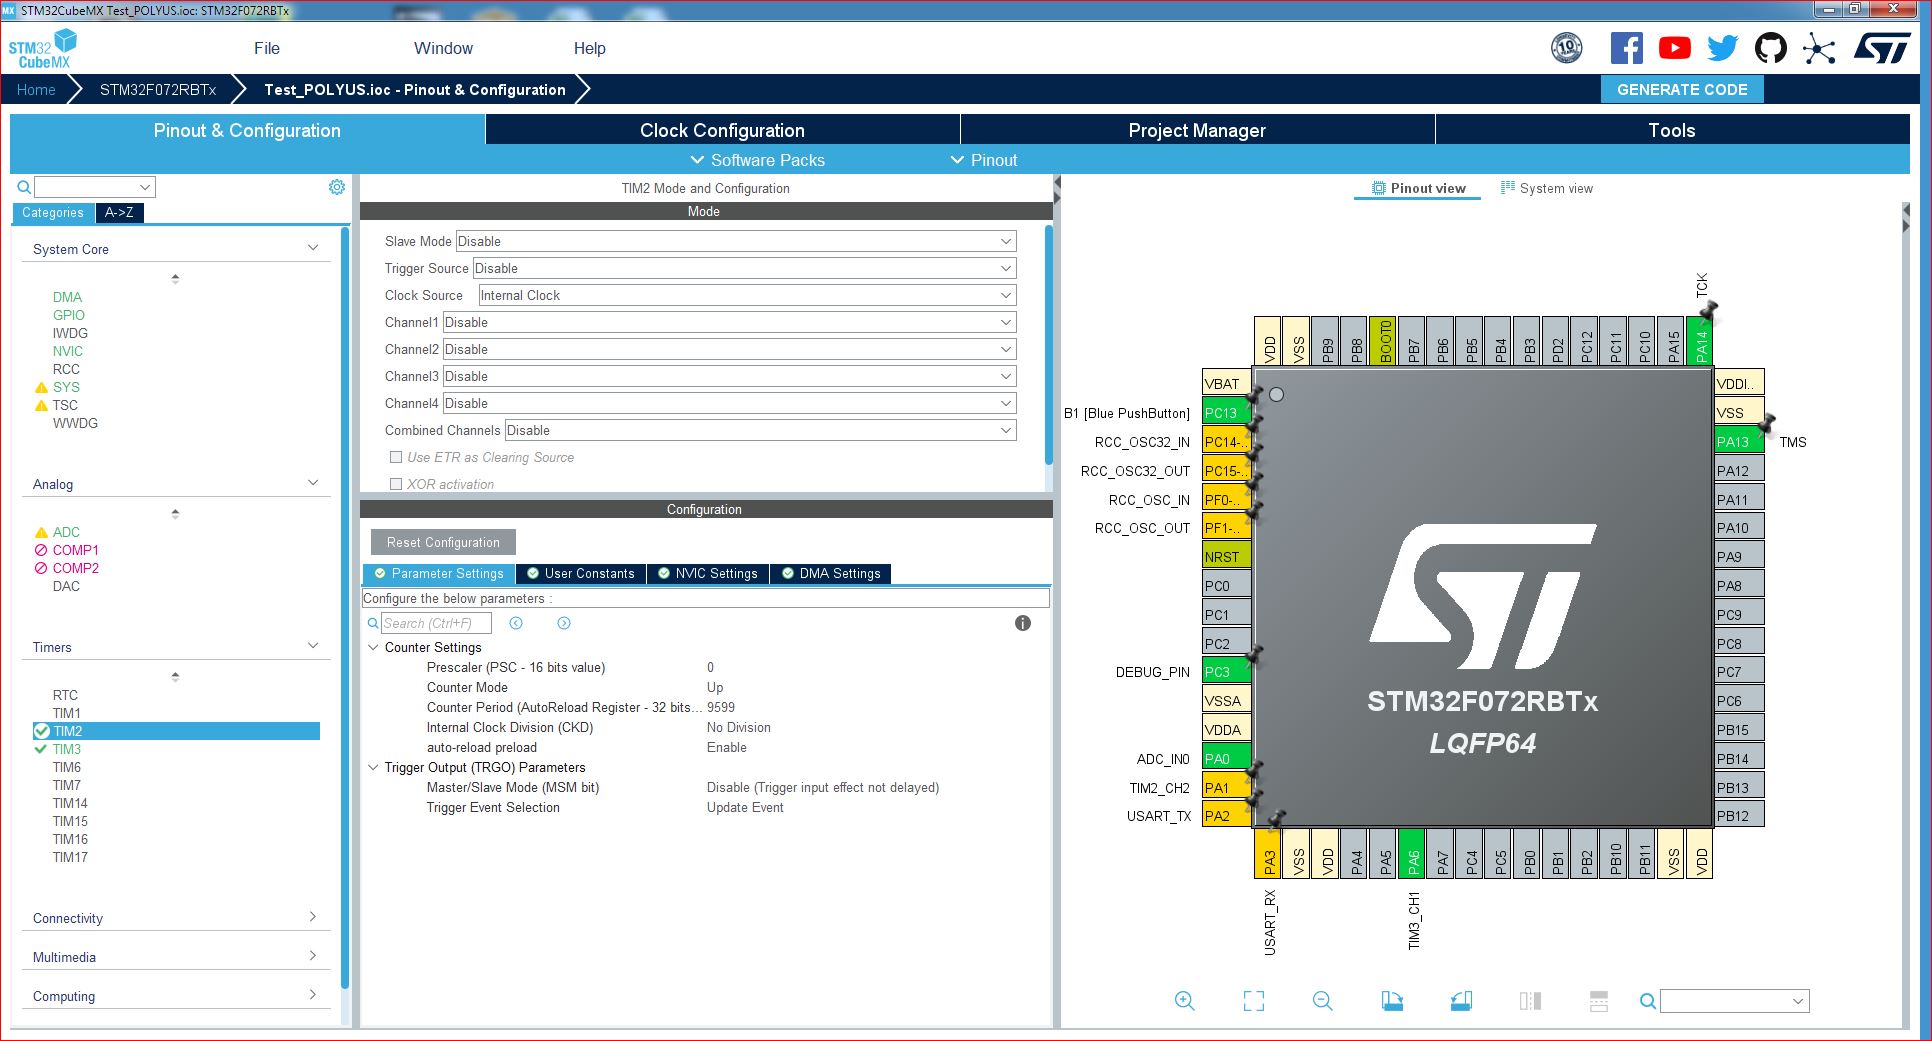 MX STM32CubeMX Test_POLYUS.ioc: STM32F072RBTx
STM32
CubeMX
File Window Help
10
ST
Home STM32F072RBTx Test_POLYUS.ioc - Pinout & Configuration GENERATE CODE
Pinout & Configuration Clock Configuration Project Manager Tools
Software Packs Pinout
Categories A->Z
System Core
DMA
GPIO
IWDG
NVIC
RCC
SYS
TSC
WWDG
Analog
ADC
COMP1
COMP2
DAC
Timers
RTC
TIM1
TIM2
TIM3
TIM6
TIM7
TIM14
TIM15
TIM16
TIM17
Connectivity
Multimedia
Computing
TIM2 Mode and Configuration
Mode
Slave Mode Disable
Trigger Source Disable
Clock Source Internal Clock
Channel1 Disable
Channel2 Disable
Channel3 Disable
Channel4 Disable
Combined Channels Disable
Use ETR as Clearing Source
XOR activation
Configuration
Reset Configuration
Parameter Settings User Constants NVIC Settings DMA Settings
Configure the below parameters :
Search (Ctrl+F)
Counter Settings
Prescaler (PSC - 16 bits value) 0
Counter Mode Up
Counter Period (AutoReload Register - 32 bits... 9599
Internal Clock Division (CKD) No Division
auto-reload preload Enable
Trigger Output (TRGO) Parameters
Master/Slave Mode (MSM bit) Disable (Trigger input effect not delayed)
Trigger Event Selection Update Event
Pinout view System view
TCK
VDD VSS PB9 PB8 BOOT0 PB7 PB6 PB5 PB4 PB3 PD2 PC12 PC11 PC10 PA15 PA14
VBAT
B1 [Blue PushButton] PC13
RCC_OSC32_IN PC14-..
RCC_OSC32_OUT PC15-..
RCC_OSC_IN PF0-..
RCC_OSC_OUT PF1-..
NRST
PC0
PC1
PC2
DEBUG_PIN PC3
VSSA
VDDA
ADC_IN0 PA0
TIM2_CH2 PA1
USART_TX PA2
ST
STM32F072RBTx
LQFP64
VDDI..
VSS
PA13 TMS
PA12
PA11
PA10
PA9
PA8
PC9
PC8
PC7
PC6
PB15
PB14
PB13
PB12
PA3 VSS VDD PA4 PA5 PA6 PA7 PC4 PC5 PB0 PB1 PB2 PB10 PB11 VSS VDD
USART_RX TIM3_CH1